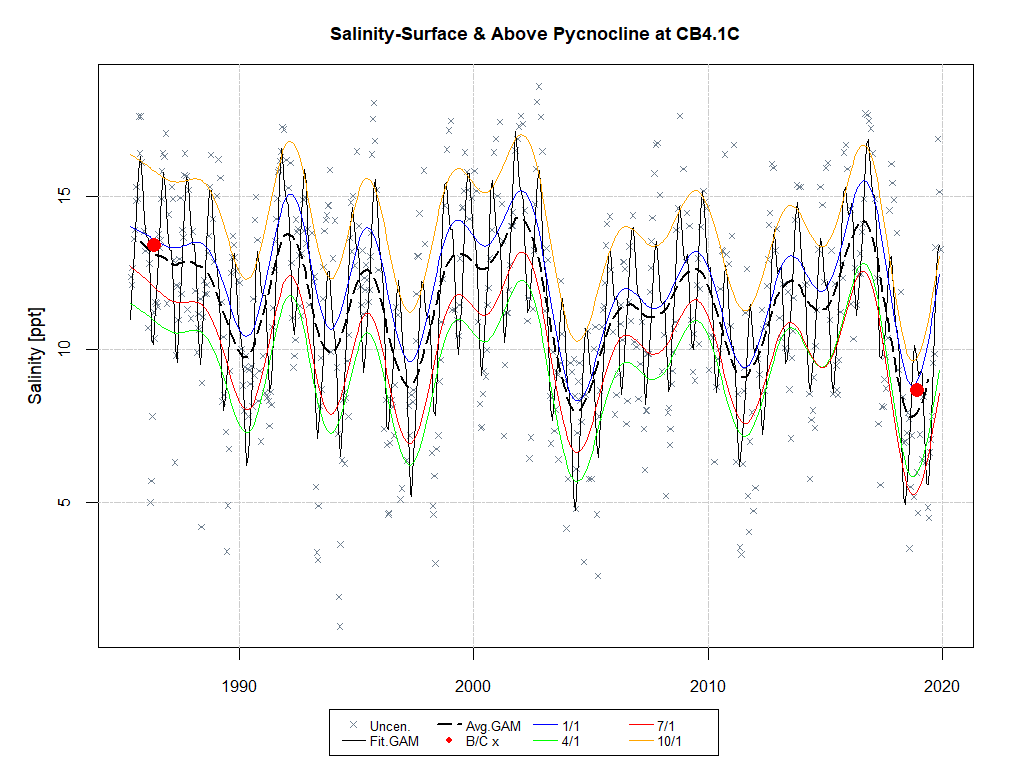 Salinity-Surface & Above Pycnocline at CB4.1C
Salinity [ppt]
15
10
5
1990 2000 2010 2020
Uncen. Avg.GAM 1/1 7/1
Fit.GAM B/C x 4/1 10/1